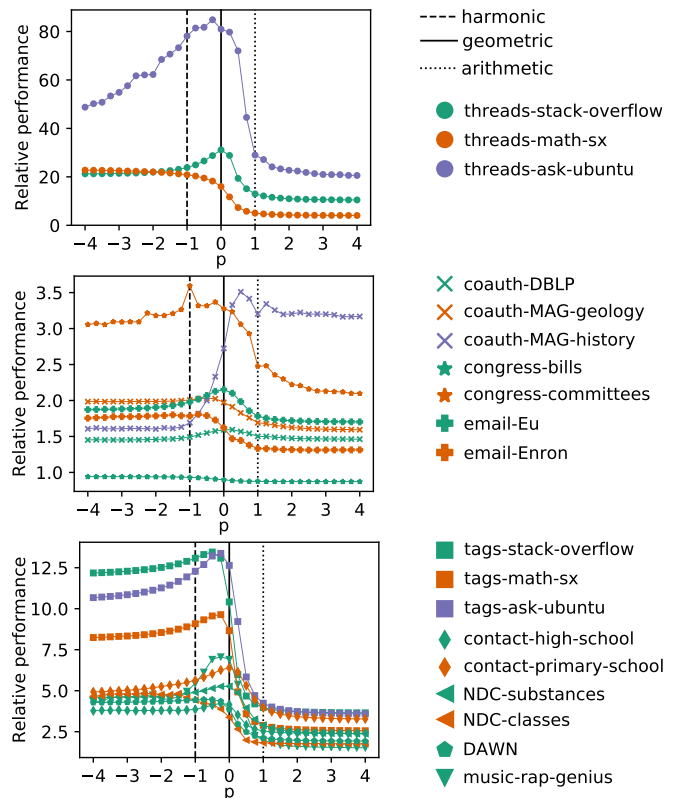 Relative performance
80
60
40
20
0
−4 −3 −2 −1 0 1 2 3 4
p
harmonic
geometric
arithmetic
threads-stack-overflow
threads-math-sx
threads-ask-ubuntu
Relative performance
3.5
3.0
2.5
2.0
1.5
1.0
−4 −3 −2 −1 0 1 2 3 4
p
coauth-DBLP
coauth-MAG-geology
coauth-MAG-history
congress-bills
congress-committees
email-Eu
email-Enron
Relative performance
12.5
10.0
7.5
5.0
2.5
−4 −3 −2 −1 0 1 2 3 4
p
tags-stack-overflow
tags-math-sx
tags-ask-ubuntu
contact-high-school
contact-primary-school
NDC-substances
NDC-classes
DAWN
music-rap-genius